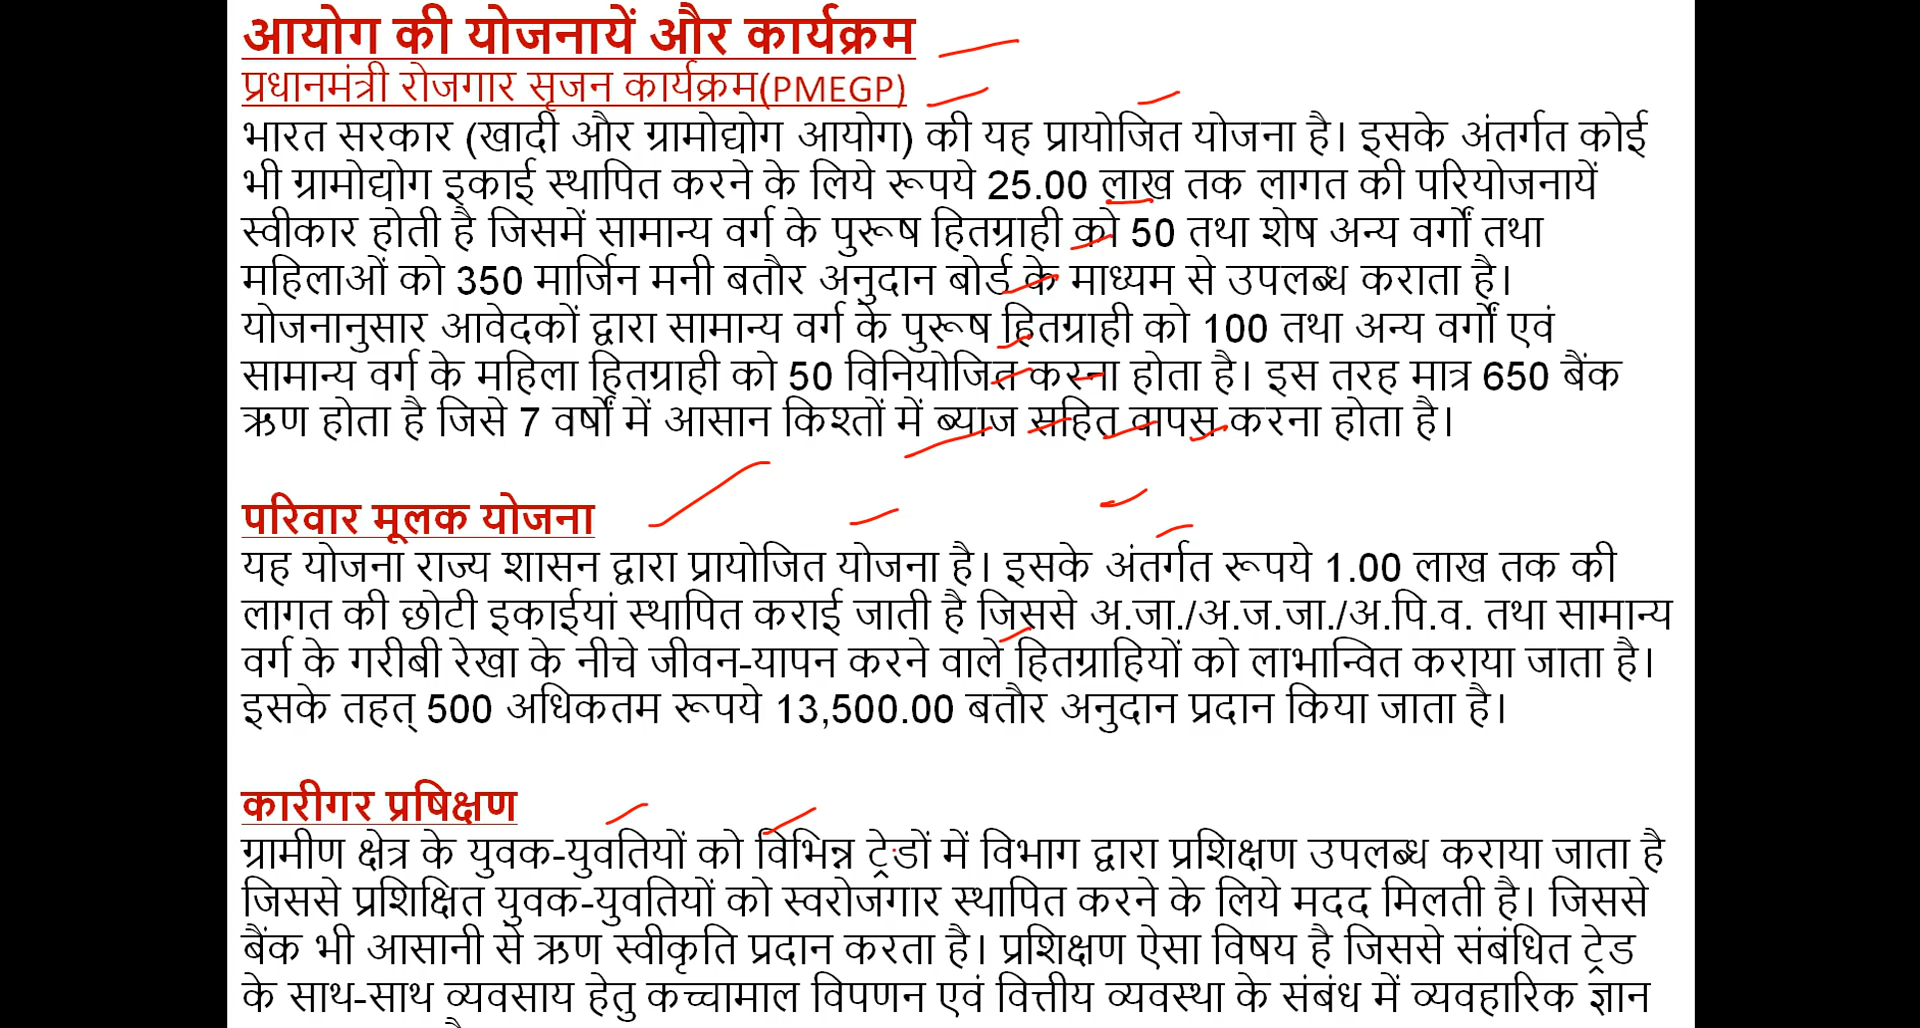 आयोग की योजनायें और कार्यक्रम
प्रधानमंत्री रोजगार सृजन कार्यक्रम(PMEGP)
भारत सरकार (खादी और ग्रामोद्योग आयोग) की यह प्रायोजित योजना है। इसके अंतर्गत कोई
भी ग्रामोद्योग इकाई स्थापित करने के लिये रूपये 25.00 लाख तक लागत की परियोजनायें
स्वीकार होती है जिसमें सामान्य वर्ग के पुरूष हितग्राही को 50 तथा शेष अन्य वर्गों तथा
महिलाओं को 350 मार्जिन मनी बतौर अनुदान बोर्ड के माध्यम से उपलब्ध कराता है।
योजनानुसार आवेदकों द्वारा सामान्य वर्ग के पुरूष हितग्राही को 100 तथा अन्य वर्गों एवं
सामान्य वर्ग के महिला हितग्राही को 50 विनियोजित करना होता है। इस तरह मात्र 650 बैंक
ऋण होता है जिसे 7 वर्षों में आसान किश्तों में ब्याज सहित वापस करना होता है।
परिवार मूलक योजना
यह योजना राज्य शासन द्वारा प्रायोजित योजना है। इसके अंतर्गत रूपये 1.00 लाख तक की
लागत की छोटी इकाईयां स्थापित कराई जाती है जिससे अ.जा./अ.ज.जा./अ.पि.व. तथा सामान्य
वर्ग के गरीबी रेखा के नीचे जीवन-यापन करने वाले हितग्राहियों को लाभान्वित कराया जाता है।
इसके तहत् 500 अधिकतम रूपये 13,500.00 बतौर अनुदान प्रदान किया जाता है।
कारीगर प्रषिक्षण
ग्रामीण क्षेत्र के युवक-युवतियों को विभिन्न ट्रेडों में विभाग द्वारा प्रशिक्षण उपलब्ध कराया जाता है
जिससे प्रशिक्षित युवक-युवतियों को स्वरोजगार स्थापित करने के लिये मदद मिलती है। जिससे
बैंक भी आसानी से ऋण स्वीकृति प्रदान करता है। प्रशिक्षण ऐसा विषय है जिससे संबंधित ट्रेड
के साथ-साथ व्यवसाय हेतु कच्चामाल विपणन एवं वित्तीय व्यवस्था के संबंध में व्यवहारिक ज्ञान